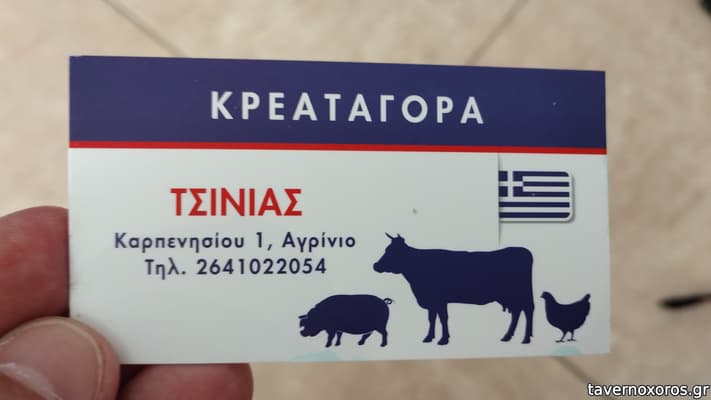 ΚΡΕΑΤΑΓΟΡΑ
ΤΣΙΝΙΑΣ
Καρπενησίου 1, Αγρίνιο
Τηλ. 2641022054
tavernoxoros.gr